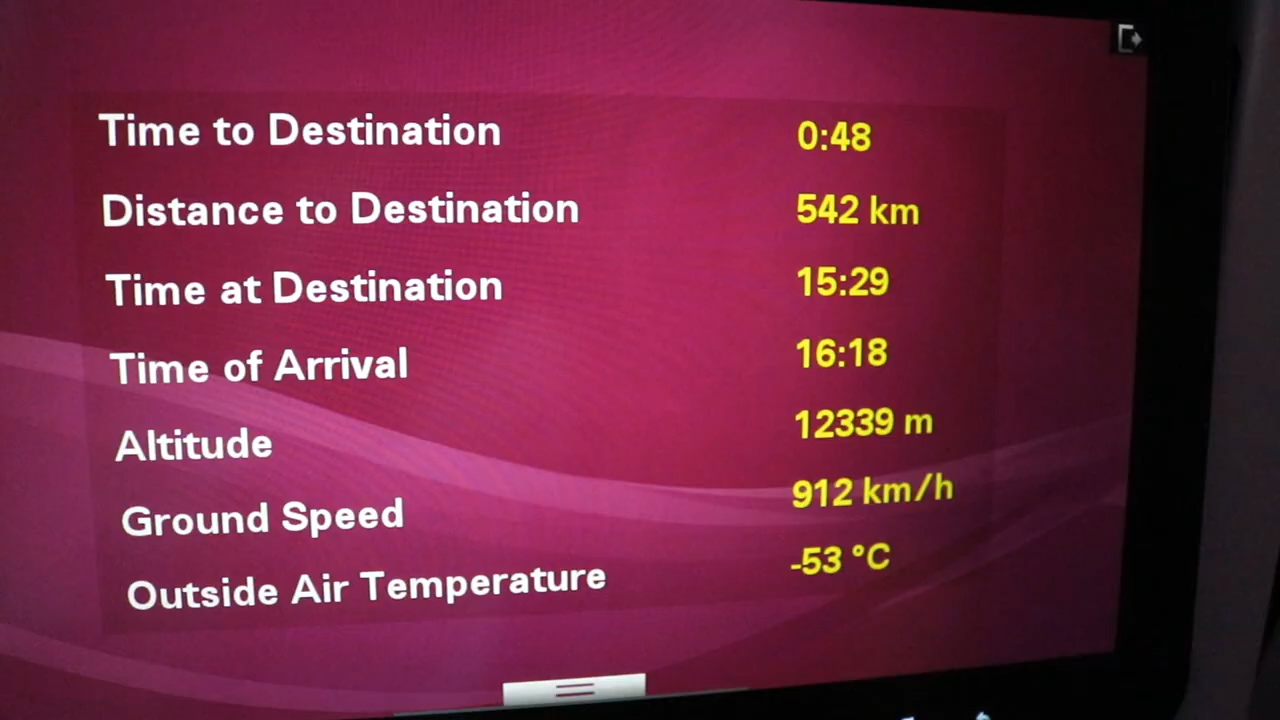 Time to Destination 0:48
Distance to Destination 542 km
Time at Destination 15:29
Time of Arrival 16:18
Altitude 12339 m
Ground Speed 912 km/h
Outside Air Temperature -53 °C